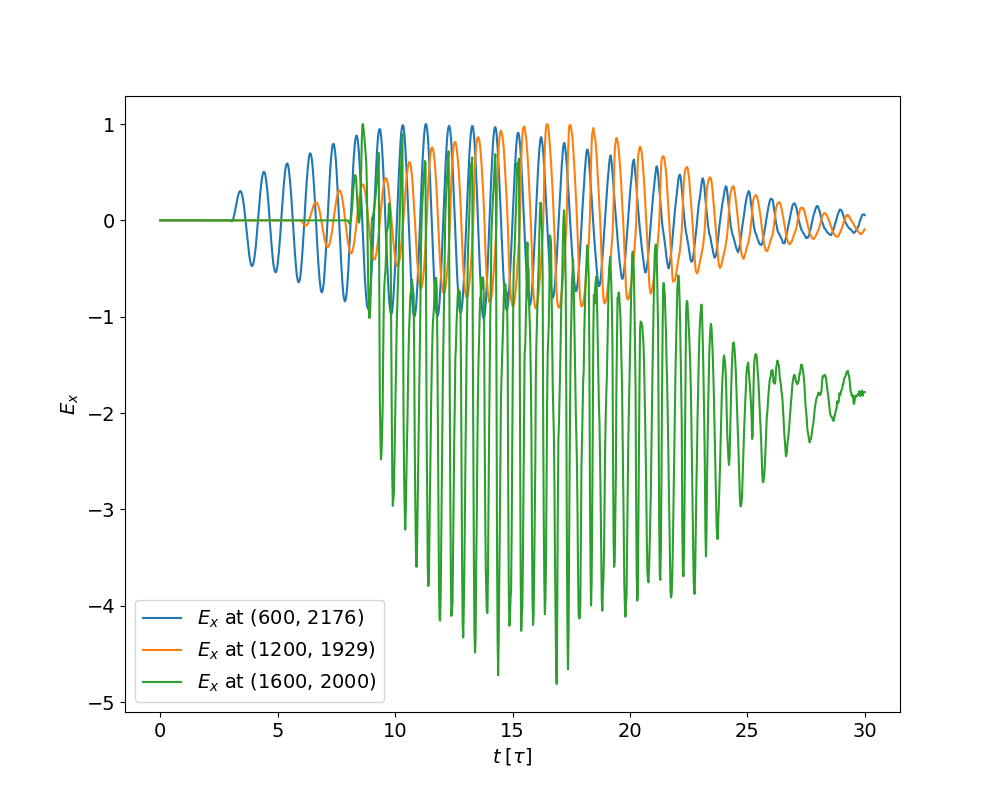 1
0
−1
−2
−3
−4
−5
E_x
E_x at (600, 2176)
E_x at (1200, 1929)
E_x at (1600, 2000)
0 5 10 15 20 25 30
t [τ]